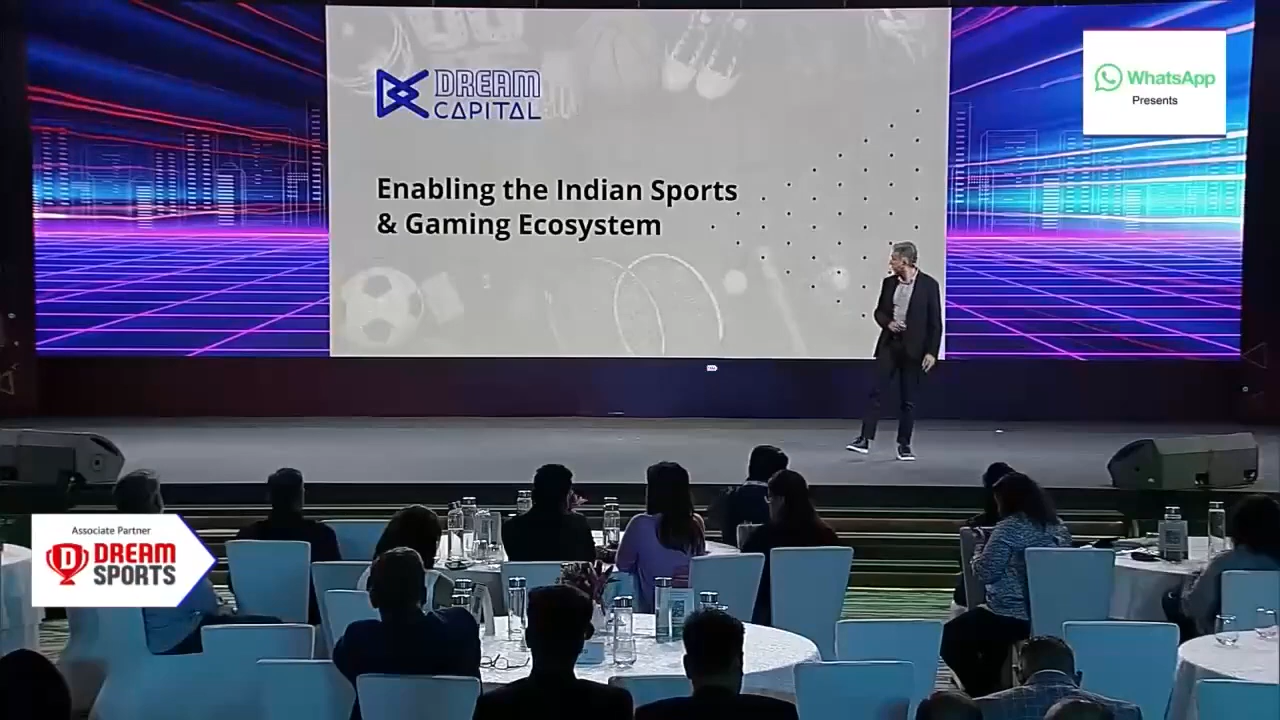 DREAM
CAPITAL
Enabling the Indian Sports
& Gaming Ecosystem
WhatsApp
Presents
Associate Partner
DREAM
SPORTS